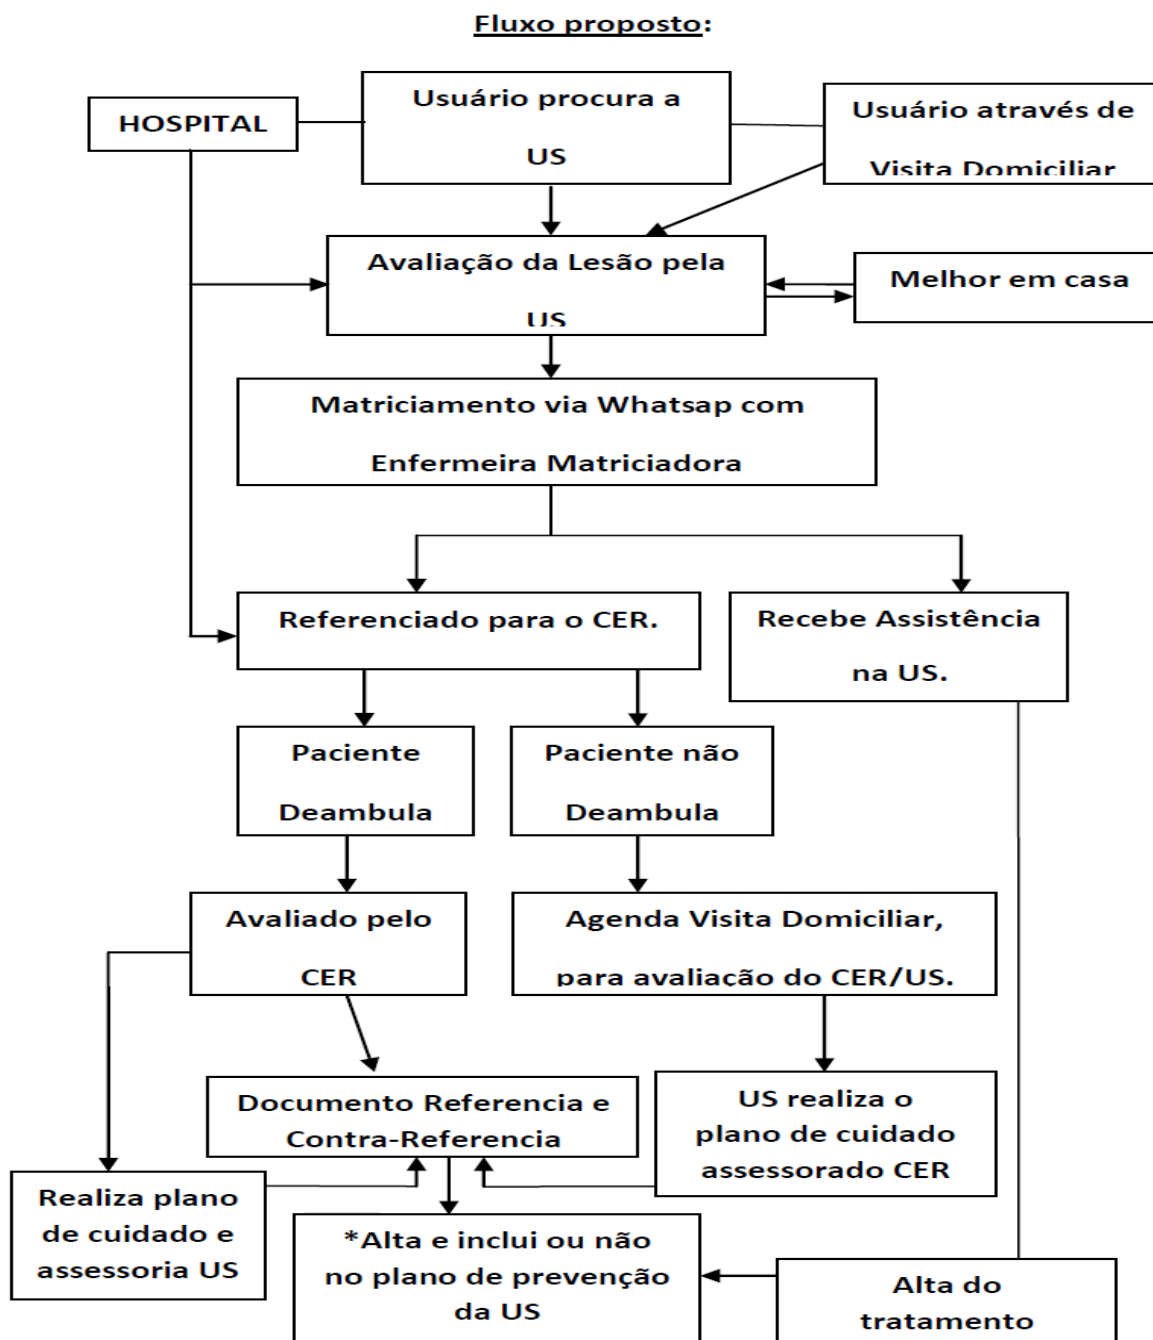 Fluxo proposto:
HOSPITAL
Usuário procura a
US
Usuário através de
Visita Domiciliar
Avaliação da Lesão pela
US
Melhor em casa
Matriciamento via Whatsap com
Enfermeira Matriciadora
Referenciado para o CER.
Recebe Assistência
na US.
Paciente
Deambula
Paciente não
Deambula
Avaliado pelo
CER
Agenda Visita Domiciliar,
para avaliação do CER/US.
Documento Referencia e
Contra-Referencia
US realiza o
plano de cuidado
assessorado CER
Realiza plano
de cuidado e
assessoria US
*Alta e inclui ou não
no plano de prevenção
da US
Alta do
tratamento